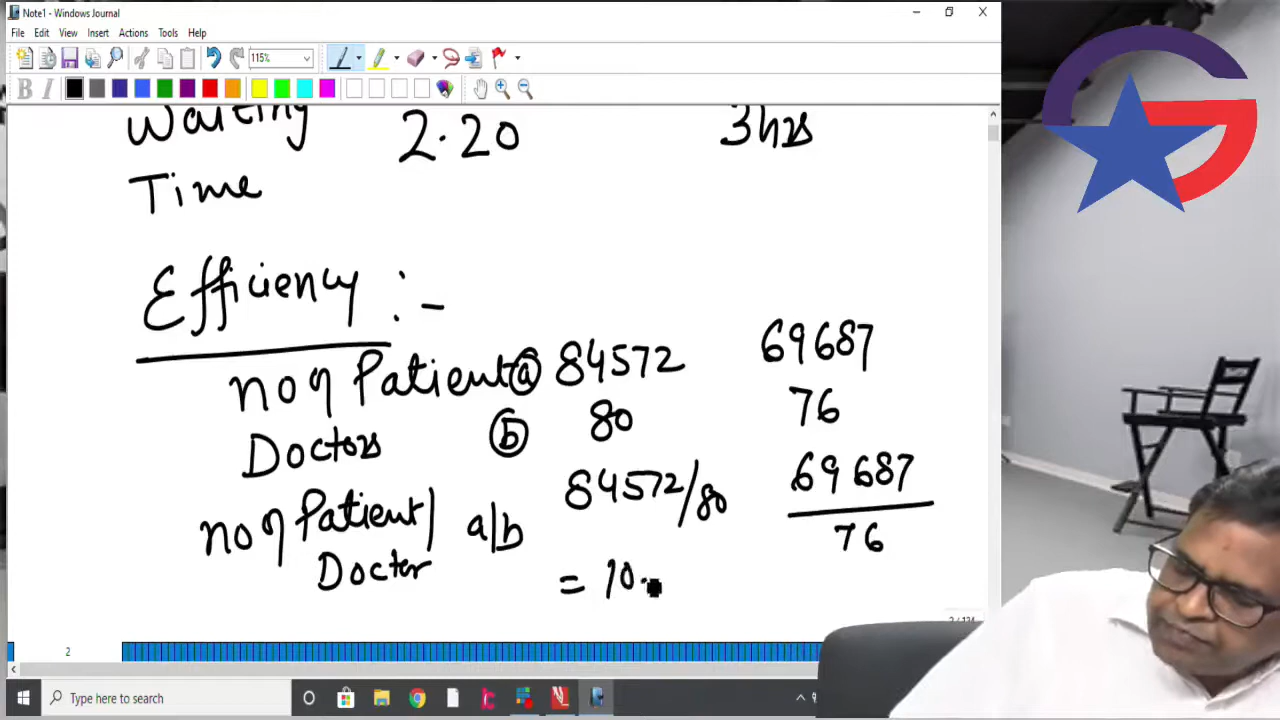 Note1 - Windows Journal
File Edit View Insert Actions Tools Help
115%
B I
Waiting 2.20 3hrs
Time
Efficiency :-
no of Patient (a) 84572 69687
Doctors (b) 80 76
no of Patient/ a/b 84572/80 69687
Doctor 76
= 10
2
Type here to search